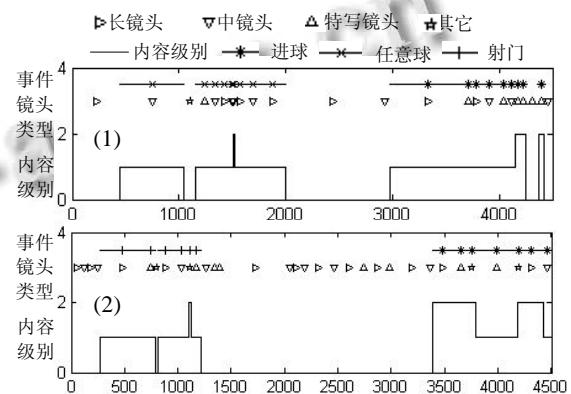 长镜头 中镜头 特写镜头 其它
内容级别 进球 任意球 射门
4
事件
镜头
类型
2
(1)
内容
级别
0
0 1000 2000 3000 4000
4
事件
镜头
类型
2
(2)
内容
级别
0
0 500 1000 1500 2000 2500 3000 3500 4000 4500